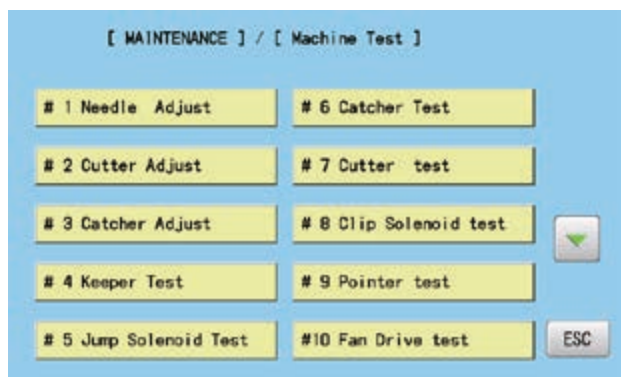 [ MAINTENANCE ] / [ Machine Test ]
# 1 Needle Adjust
# 2 Cutter Adjust
# 3 Catcher Adjust
# 4 Keeper Test
# 5 Jump Solenoid Test
# 6 Catcher Test
# 7 Cutter test
# 8 Clip Solenoid test
# 9 Pointer test
#10 Fan Drive test
ESC